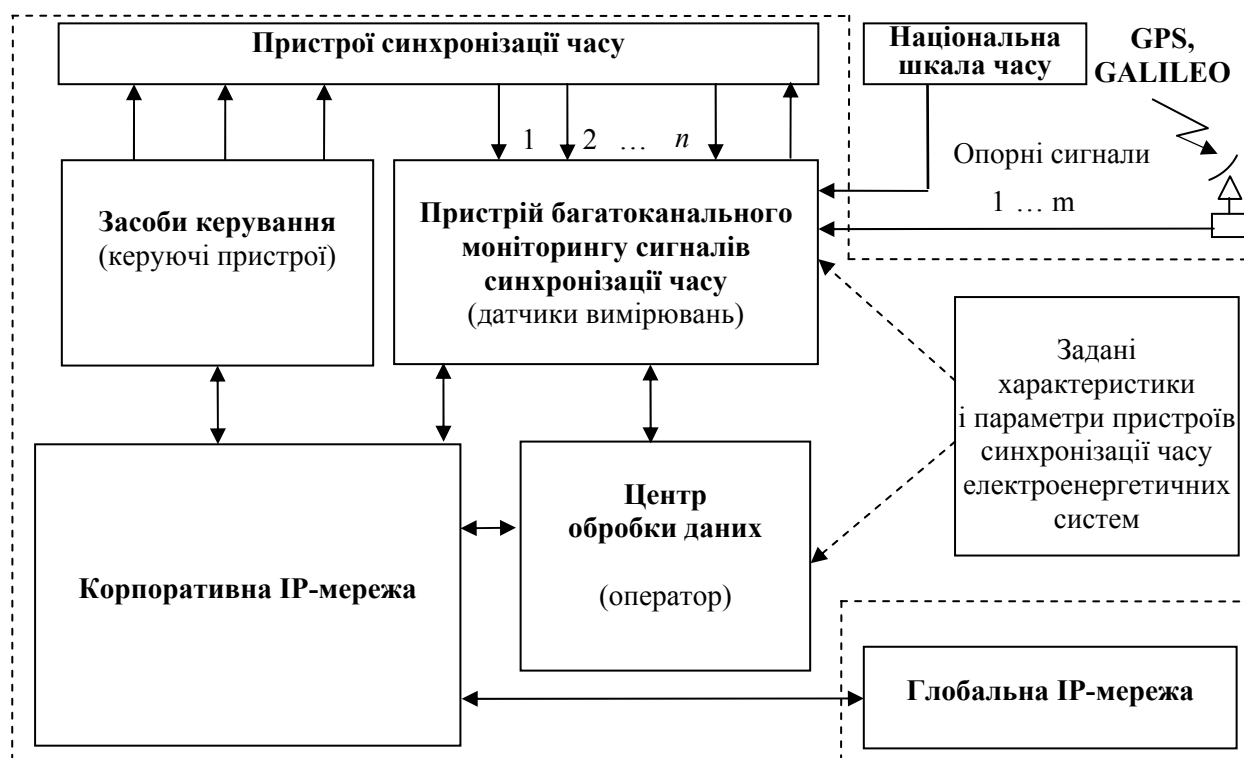 Пристрої синхронізації часу
Національна
шкала часу
GPS,
GALILEO
1 2 … n
Опорні сигнали
1 … m
Засоби керування
(керуючі пристрої)
Пристрій багатоканального
моніторингу сигналів
синхронізації часу
(датчики вимірювань)
Задані
характеристики
і параметри пристроїв
синхронізації часу
електроенергетичних
систем
Центр
обробки даних
(оператор)
Корпоративна IP-мережа
Глобальна IP-мережа